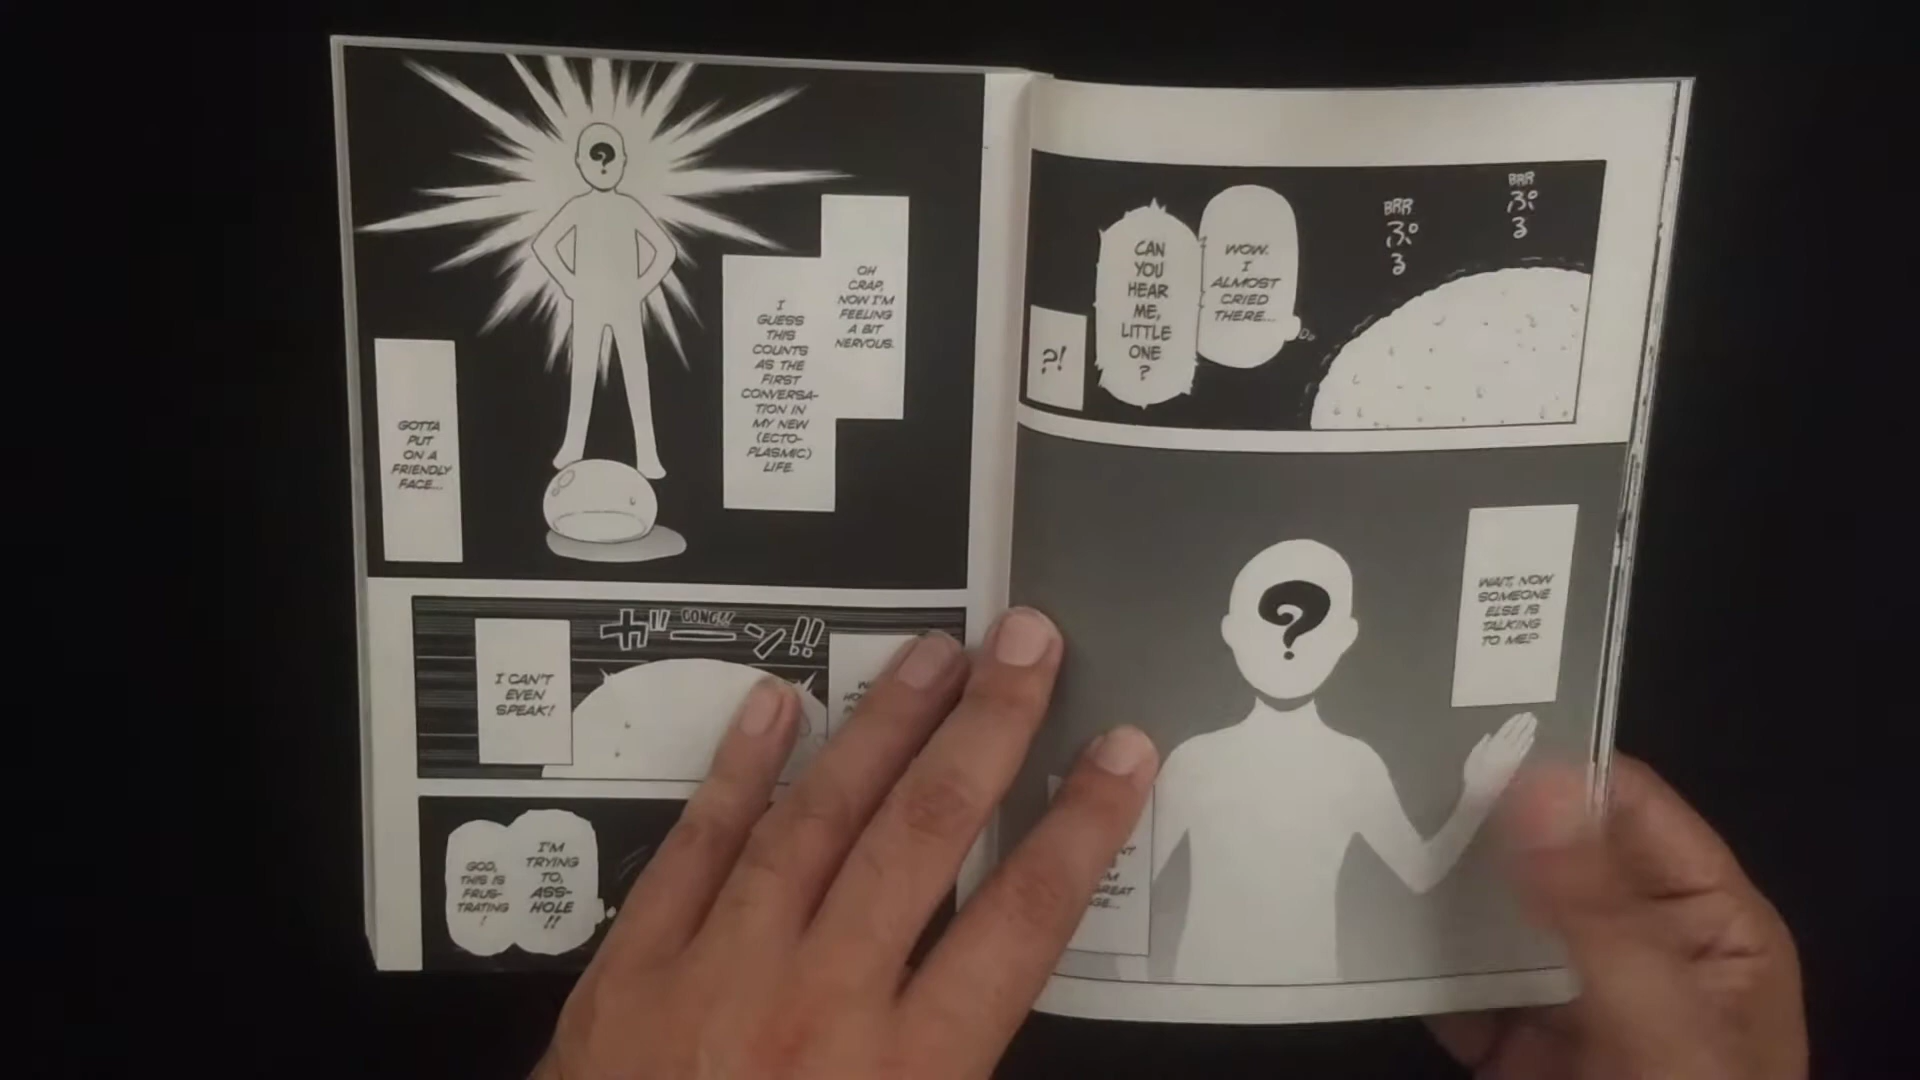 BRR
ぷ
る
BRR
ぷ
る
WOW.
I
ALMOST
CRIED
THERE...
CAN
YOU
HEAR
ME,
LITTLE
ONE
?
?!
WAIT, NOW
SOMEONE
ELSE IS
TALKING
TO ME?
?
OH
CRAP,
NOW I'M
FEELING
A BIT
NERVOUS.
I
GUESS
THIS
COUNTS
AS THE
FIRST
CONVERSA-
TION IN
MY NEW
(ECTO-
PLASMIC)
LIFE.
?
GOTTA
PUT
ON A
FRIENDLY
FACE...
GONG!!
ガーン!!
I CAN'T
EVEN
SPEAK!
I'M
TRYING
TO,
ASS-
HOLE
!!
GOD,
THIS IS
FRUS-
TRATING
!